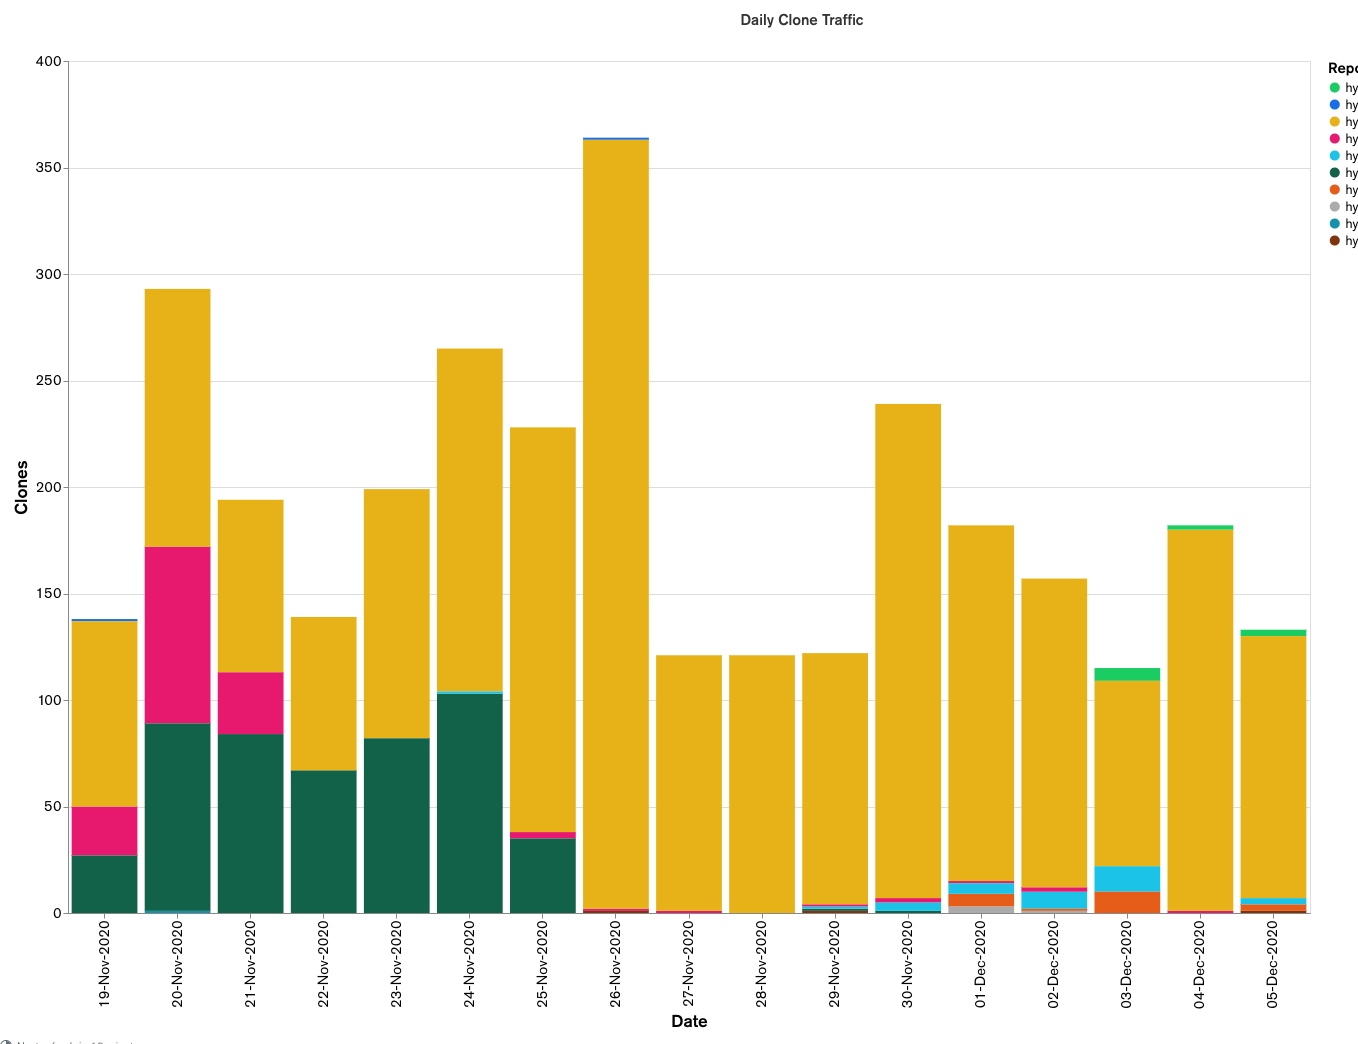 Daily Clone Traffic
Repo
hy
hy
hy
hy
hy
hy
hy
hy
hy
hy
400
350
300
250
200
150
100
50
0
Clones
19-Nov-2020
20-Nov-2020
21-Nov-2020
22-Nov-2020
23-Nov-2020
24-Nov-2020
25-Nov-2020
26-Nov-2020
27-Nov-2020
28-Nov-2020
29-Nov-2020
30-Nov-2020
01-Dec-2020
02-Dec-2020
03-Dec-2020
04-Dec-2020
05-Dec-2020
Date